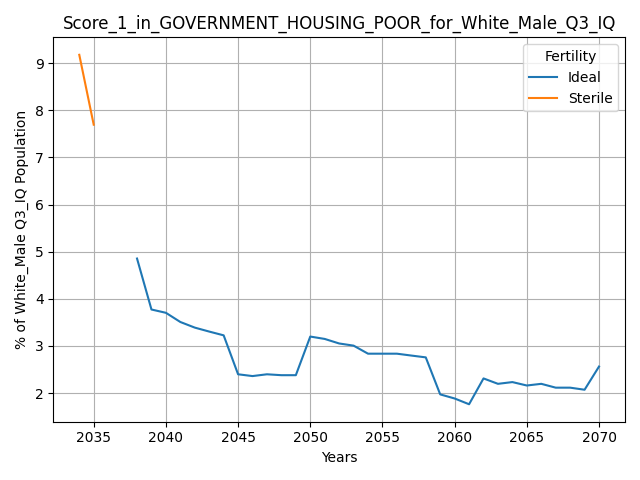 Score_1_in_GOVERNMENT_HOUSING_POOR_for_White_Male_Q3_IQ
Fertility
Ideal
Sterile
% of White_Male Q3_IQ Population
9
8
7
6
5
4
3
2
2035 2040 2045 2050 2055 2060 2065 2070
Years